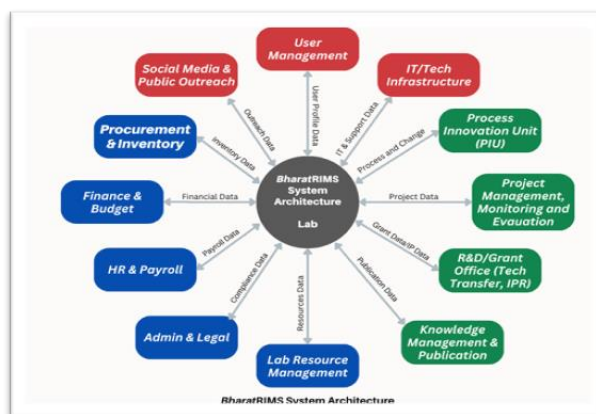 User
Management
Social Media &
Public Outreach
IT/Tech
Infrastructure
Outreach Data
User Profile Data
IT & Support Data
Procurement
& Inventory
Process
Innovation Unit
(PIU)
Inventory Data
Process and Change
Finance &
Budget
Financial Data
BharatRIMS
System
Architecture
Lab
Project Data
Project Management,
Monitoring and
Evauation
HR & Payroll
Payroll Data
Grant Data/IP Data
R&D/Grant
Office (Tech
Transfer, IPR)
Compliance Data
Resources Data
Publication Data
Admin & Legal
Lab Resource
Management
Knowledge
Management &
Publication
BharatRIMS System Architecture